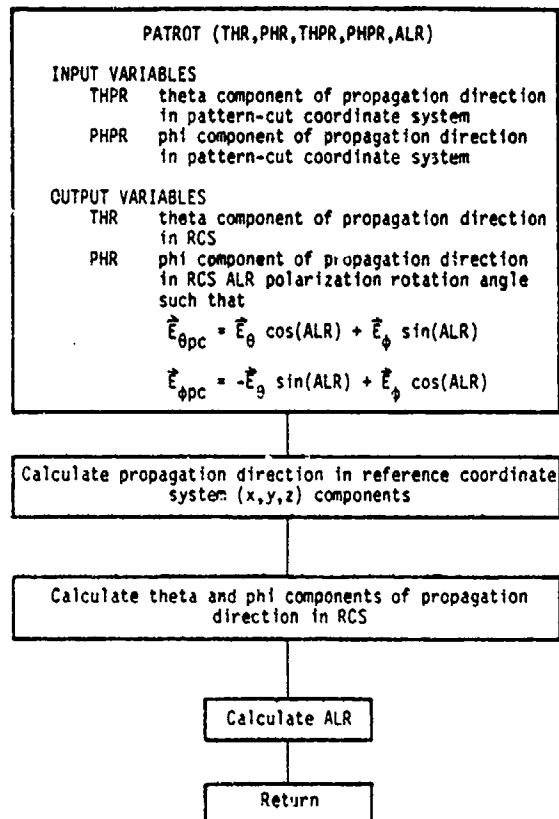 PATROT (THR,PHR,THPR,PHPR,ALR)
INPUT VARIABLES
THPR theta component of propagation direction
in pattern-cut coordinate system
PHPR phi component of propagation direction
in pattern-cut coordinate system
OUTPUT VARIABLES
THR theta component of propagation direction
in RCS
PHR phi component of propagation direction
in RCS ALR polarization rotation angle
such that
E⃗θpc = E⃗θ cos(ALR) + E⃗ϕ sin(ALR)
E⃗ϕpc = -E⃗θ sin(ALR) + E⃗ϕ cos(ALR)
Calculate propagation direction in reference coordinate
system (x,y,z) components
Calculate theta and phi components of propagation
direction in RCS
Calculate ALR
Return